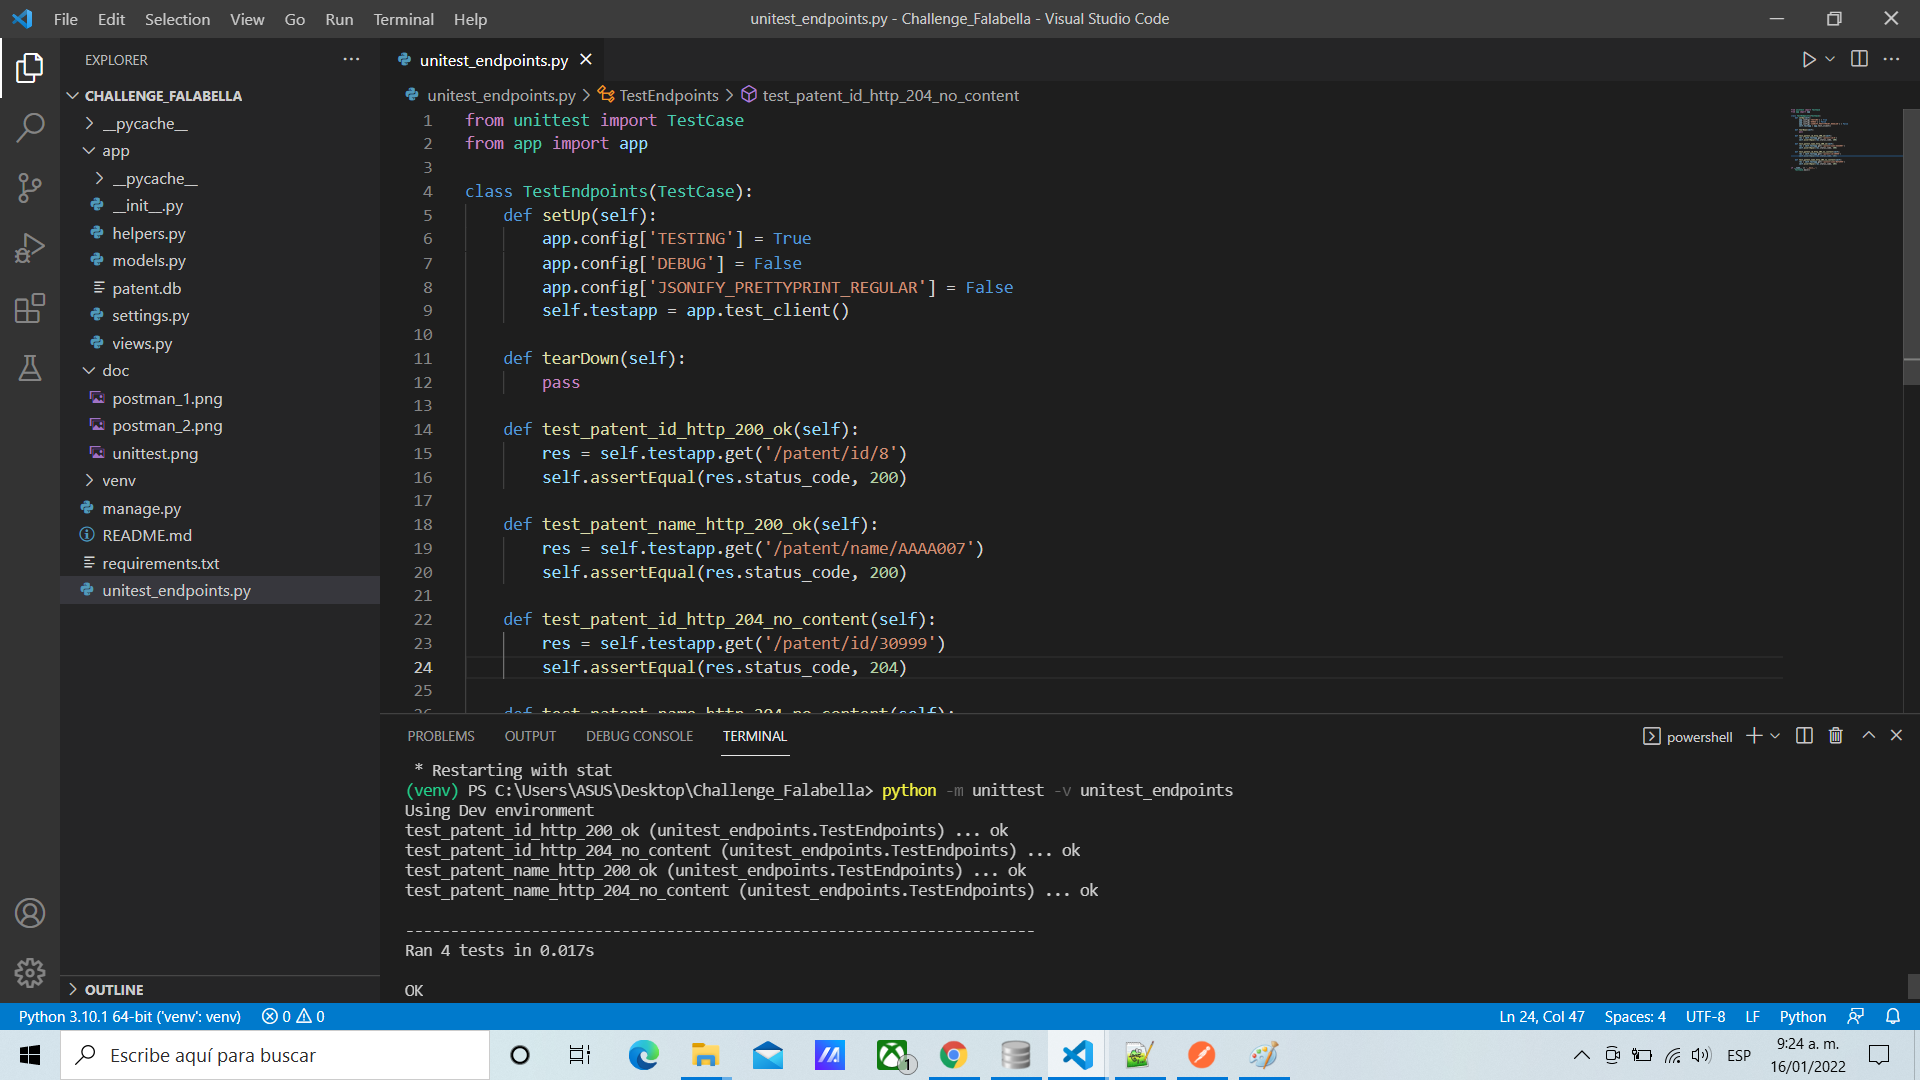 File Edit Selection View Go Run Terminal Help
unitest_endpoints.py - Challenge_Falabella - Visual Studio Code
EXPLORER
CHALLENGE_FALABELLA
__pycache__
app
__pycache__
__init__.py
helpers.py
models.py
patent.db
settings.py
views.py
doc
postman_1.png
postman_2.png
unittest.png
venv
manage.py
README.md
requirements.txt
unitest_endpoints.py
OUTLINE
unitest_endpoints.py
unitest_endpoints.py > TestEndpoints > test_patent_id_http_204_no_content
1 from unittest import TestCase
2 from app import app
3
4 class TestEndpoints(TestCase):
5 def setUp(self):
6 app.config['TESTING'] = True
7 app.config['DEBUG'] = False
8 app.config['JSONIFY_PRETTYPRINT_REGULAR'] = False
9 self.testapp = app.test_client()
10
11 def tearDown(self):
12 pass
13
14 def test_patent_id_http_200_ok(self):
15 res = self.testapp.get('/patent/id/8')
16 self.assertEqual(res.status_code, 200)
17
18 def test_patent_name_http_200_ok(self):
19 res = self.testapp.get('/patent/name/AAAA007')
20 self.assertEqual(res.status_code, 200)
21
22 def test_patent_id_http_204_no_content(self):
23 res = self.testapp.get('/patent/id/30999')
24 self.assertEqual(res.status_code, 204)
25
26 def test_patent_name_http_204_no_content(self):
PROBLEMS OUTPUT DEBUG CONSOLE TERMINAL
powershell
* Restarting with stat
(venv) PS C:\Users\ASUS\Desktop\Challenge_Falabella> python -m unittest -v unitest_endpoints
Using Dev environment
test_patent_id_http_200_ok (unitest_endpoints.TestEndpoints) ... ok
test_patent_id_http_204_no_content (unitest_endpoints.TestEndpoints) ... ok
test_patent_name_http_200_ok (unitest_endpoints.TestEndpoints) ... ok
test_patent_name_http_204_no_content (unitest_endpoints.TestEndpoints) ... ok
----------------------------------------------------------------------
Ran 4 tests in 0.017s
OK
Python 3.10.1 64-bit ('venv': venv) 0 0
Ln 24, Col 47 Spaces: 4 UTF-8 LF Python
Escribe aquí para buscar
1
ESP
9:24 a. m.
16/01/2022